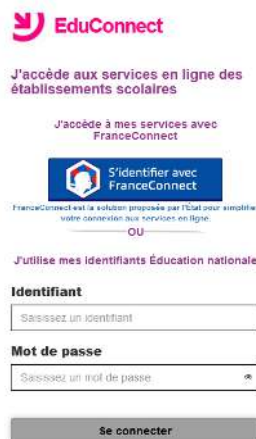 EduConnect
J'accède aux services en ligne des
établissements scolaires
J'accède à mes services avec
FranceConnect
S'identifier avec
FranceConnect
FranceConnect est la solution proposée par l'État pour simplifier
votre connexion aux services en ligne.
OU
J'utilise mes identifiants Éducation nationale
Identifiant
Saisissez un identifiant
Mot de passe
Saisissez un mot de passe
Se connecter